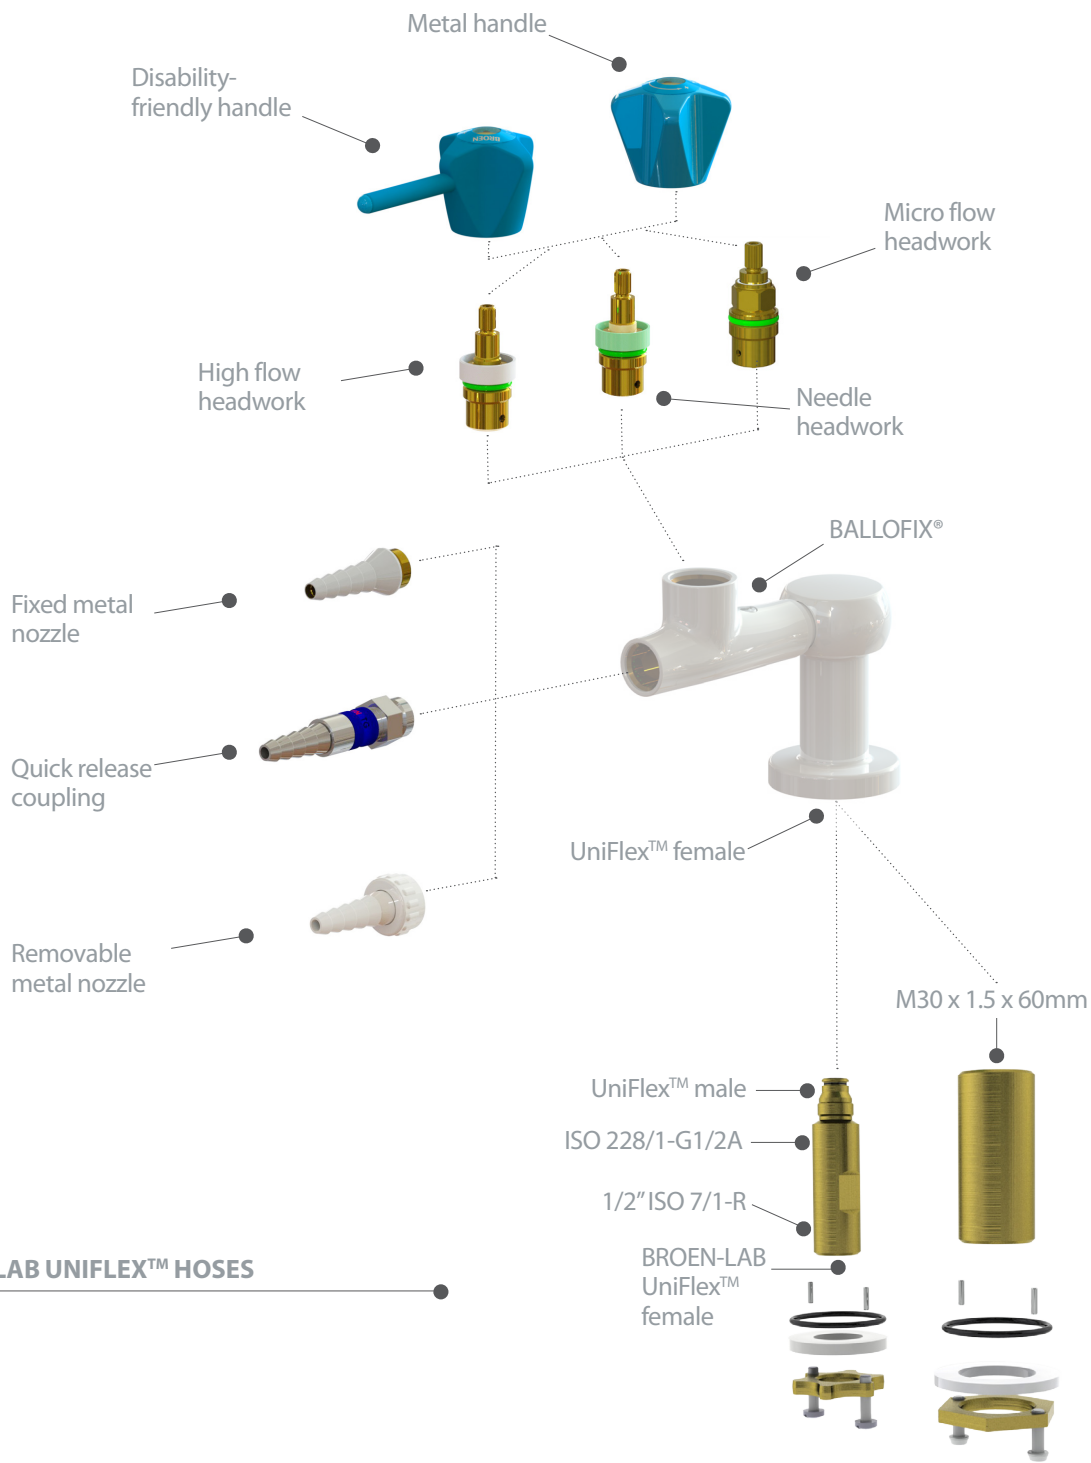 Metal handle
Disability-
friendly handle
BROEN
Micro flow
headwork
High flow
headwork
Needle
headwork
BALLOFIX®
Fixed metal
nozzle
Quick release
coupling
UniFlex™ female
Removable
metal nozzle
M30 x 1.5 x 60mm
UniFlex™ male
ISO 228/1-G1/2A
1/2” ISO 7/1-R
BROEN-LAB
UniFlex™
female
LAB UNIFLEX™ HOSES